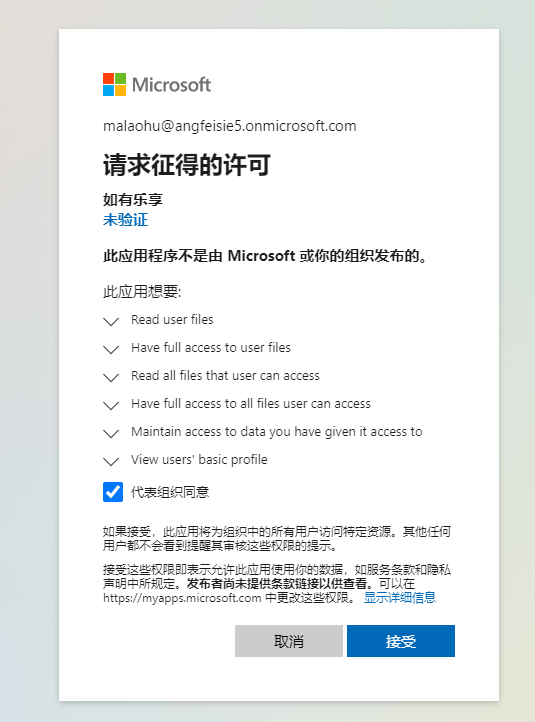 Microsoft
malaohu@angfeisie5.onmicrosoft.com
请求征得的许可
如有乐享
未验证
此应用程序不是由 Microsoft 或你的组织发布的。
此应用想要:
Read user files
Have full access to user files
Read all files that user can access
Have full access to all files user can access
Maintain access to data you have given it access to
View users' basic profile
代表组织同意
如果接受，此应用将为组织中的所有用户访问特定资源。其他任何
用户都不会看到提醒其审核这些权限的提示。
接受这些权限即表示允许此应用使用你的数据，如服务条款和隐私
声明中所规定。发布者尚未提供条款链接以供查看。可以在
https://myapps.microsoft.com 中更改这些权限。 显示详细信息
取消
接受